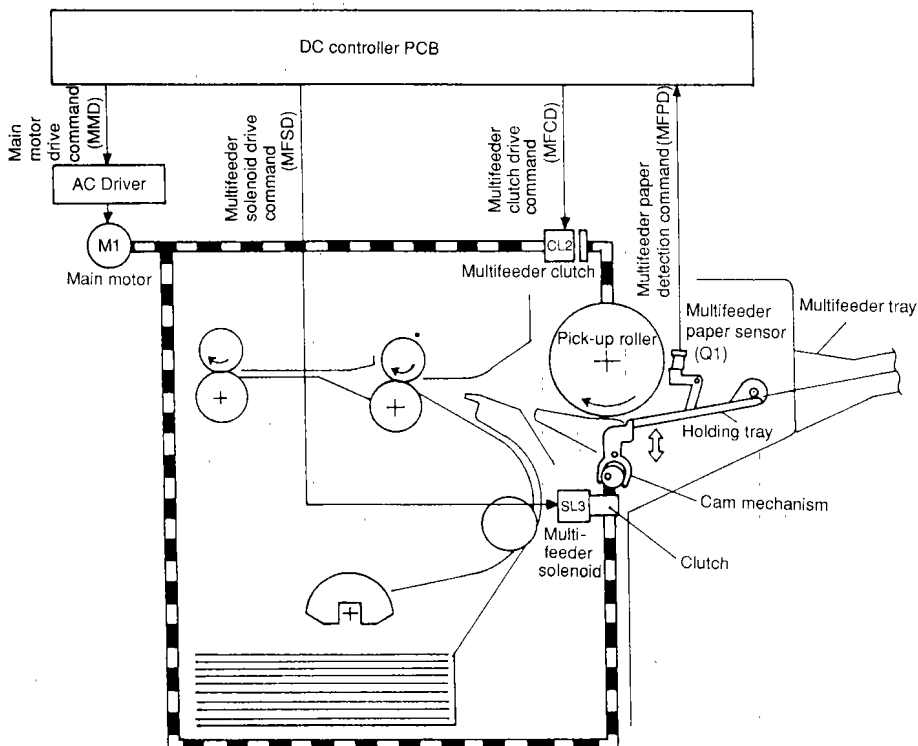 DC controller PCB
Main
motor
drive
command
(MMD)
Multifeeder
solenoid drive
command
(MFSD)
Multifeeder
clutch drive
command
(MFCD)
Multifeeder paper
detection command(MFPD)
AC Driver
M1
Main motor
CL2
Multifeeder clutch
Pick-up roller
Multifeeder
paper sensor
(Q1)
Multifeeder tray
Holding tray
Cam mechanism
SL3
Multi-
feeder
solenoid
Clutch